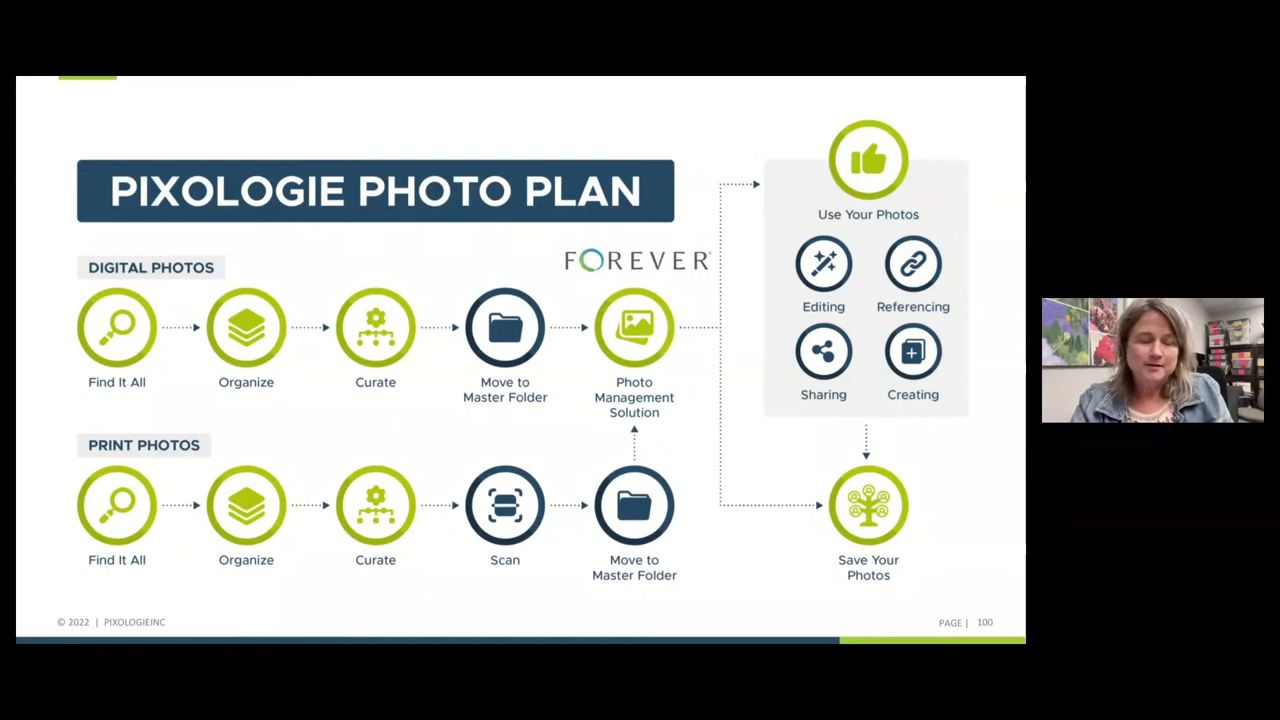 PIXOLOGIE PHOTO PLAN
FOREVER®
DIGITAL PHOTOS
Find It All
Organize
Curate
Move to
Master Folder
Photo
Management
Solution
PRINT PHOTOS
Find It All
Organize
Curate
Scan
Move to
Master Folder
Use Your Photos
Editing
Referencing
Sharing
Creating
Save Your
Photos
© 2022 | PIXOLOGIEINC
PAGE | 100